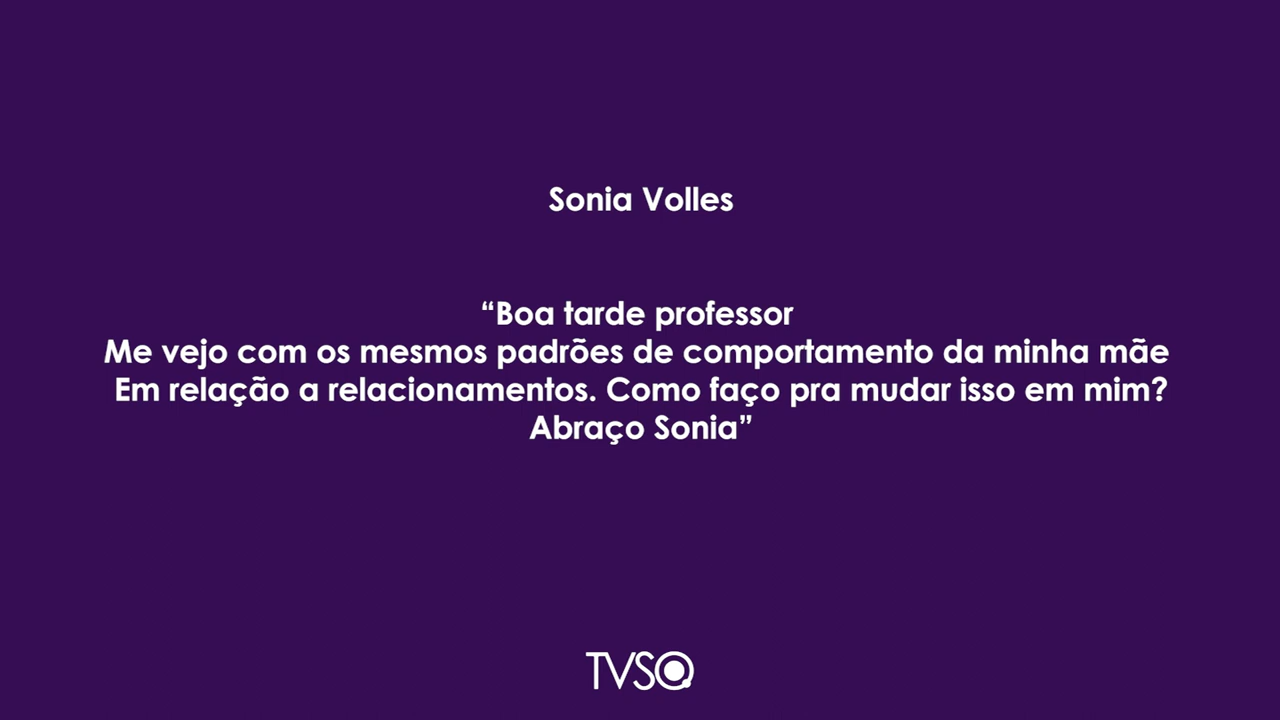 Sonia Volles
“Boa tarde professor
Me vejo com os mesmos padrões de comportamento da minha mãe
Em relação a relacionamentos. Como faço pra mudar isso em mim?
Abraço Sonia”
TVSQ